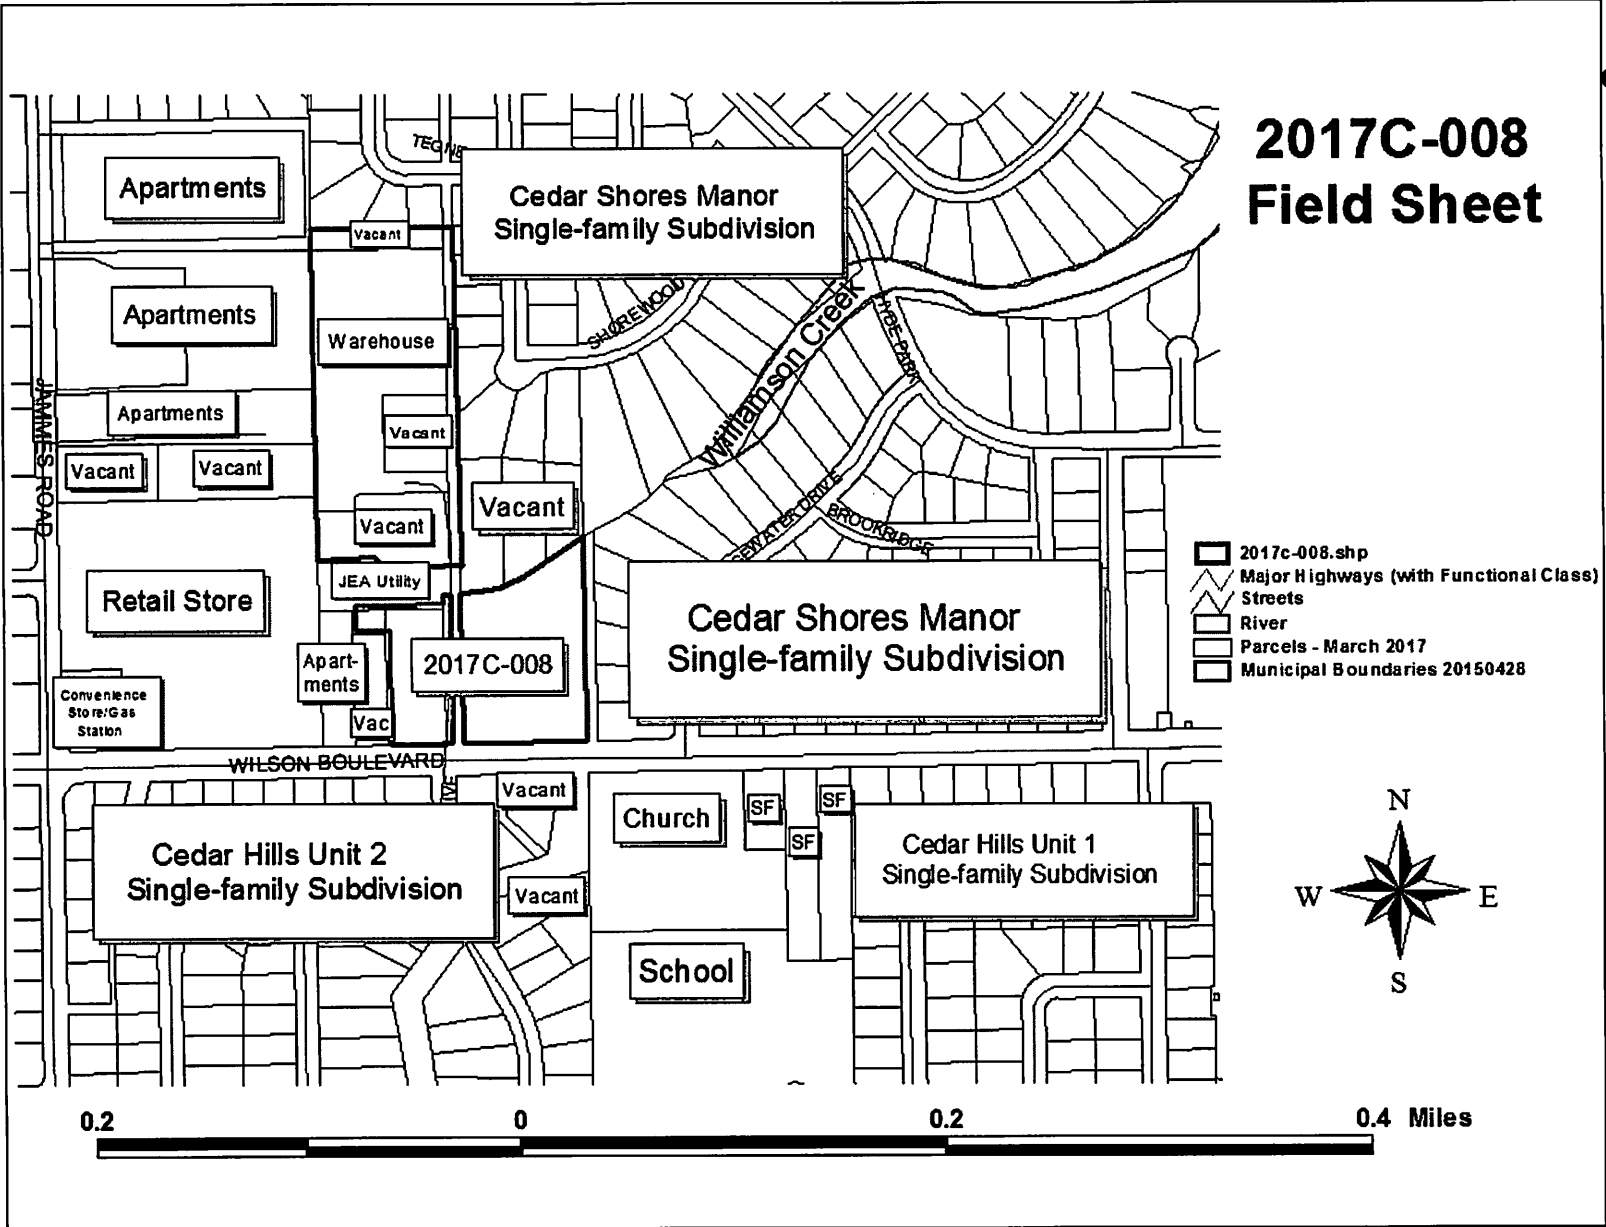 2017C-008
Field Sheet
Apartments
Cedar Shores Manor
Single-family Subdivision
Vacant
Apartments
Warehouse
SHOREWOOD
Williamson Creek
HYDE PARK
JAMMES ROAD
Apartments
Vacant
Vacant
Vacant
Vacant
Vacant
BROOKRIDGE
JEA Utility
Retail Store
2017C-008
Cedar Shores Manor
Single-family Subdivision
Apart-
ments
Convenience
Store/Gas
Station
Vac
WILSON BOULEVARD
2017c-008.shp
Major Highways (with Functional Class)
Streets
River
Parcels - March 2017
Municipal Boundaries 20150428
Vacant
Church
SF
SF
SF
Cedar Hills Unit 2
Single-family Subdivision
Cedar Hills Unit 1
Single-family Subdivision
Vacant
School
N
W
E
S
0.2
0
0.2
0.4 Miles